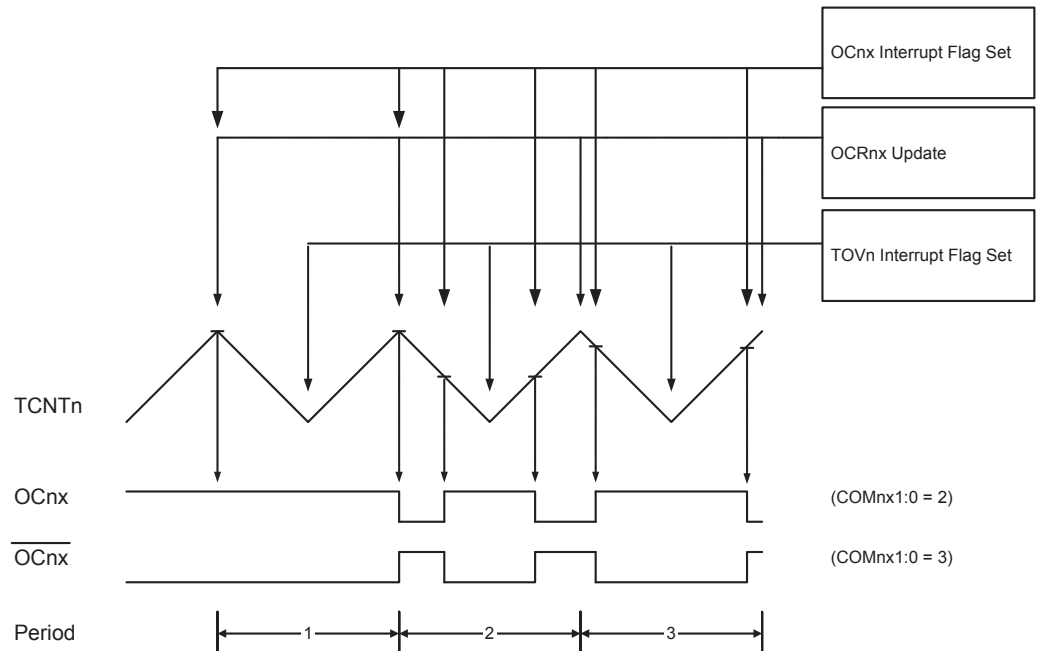 OCnx Interrupt Flag Set
OCRnx Update
TOVn Interrupt Flag Set
TCNTn
OCnx
(COMnx1:0 = 2)
OCnx
(COMnx1:0 = 3)
Period
1
2
3